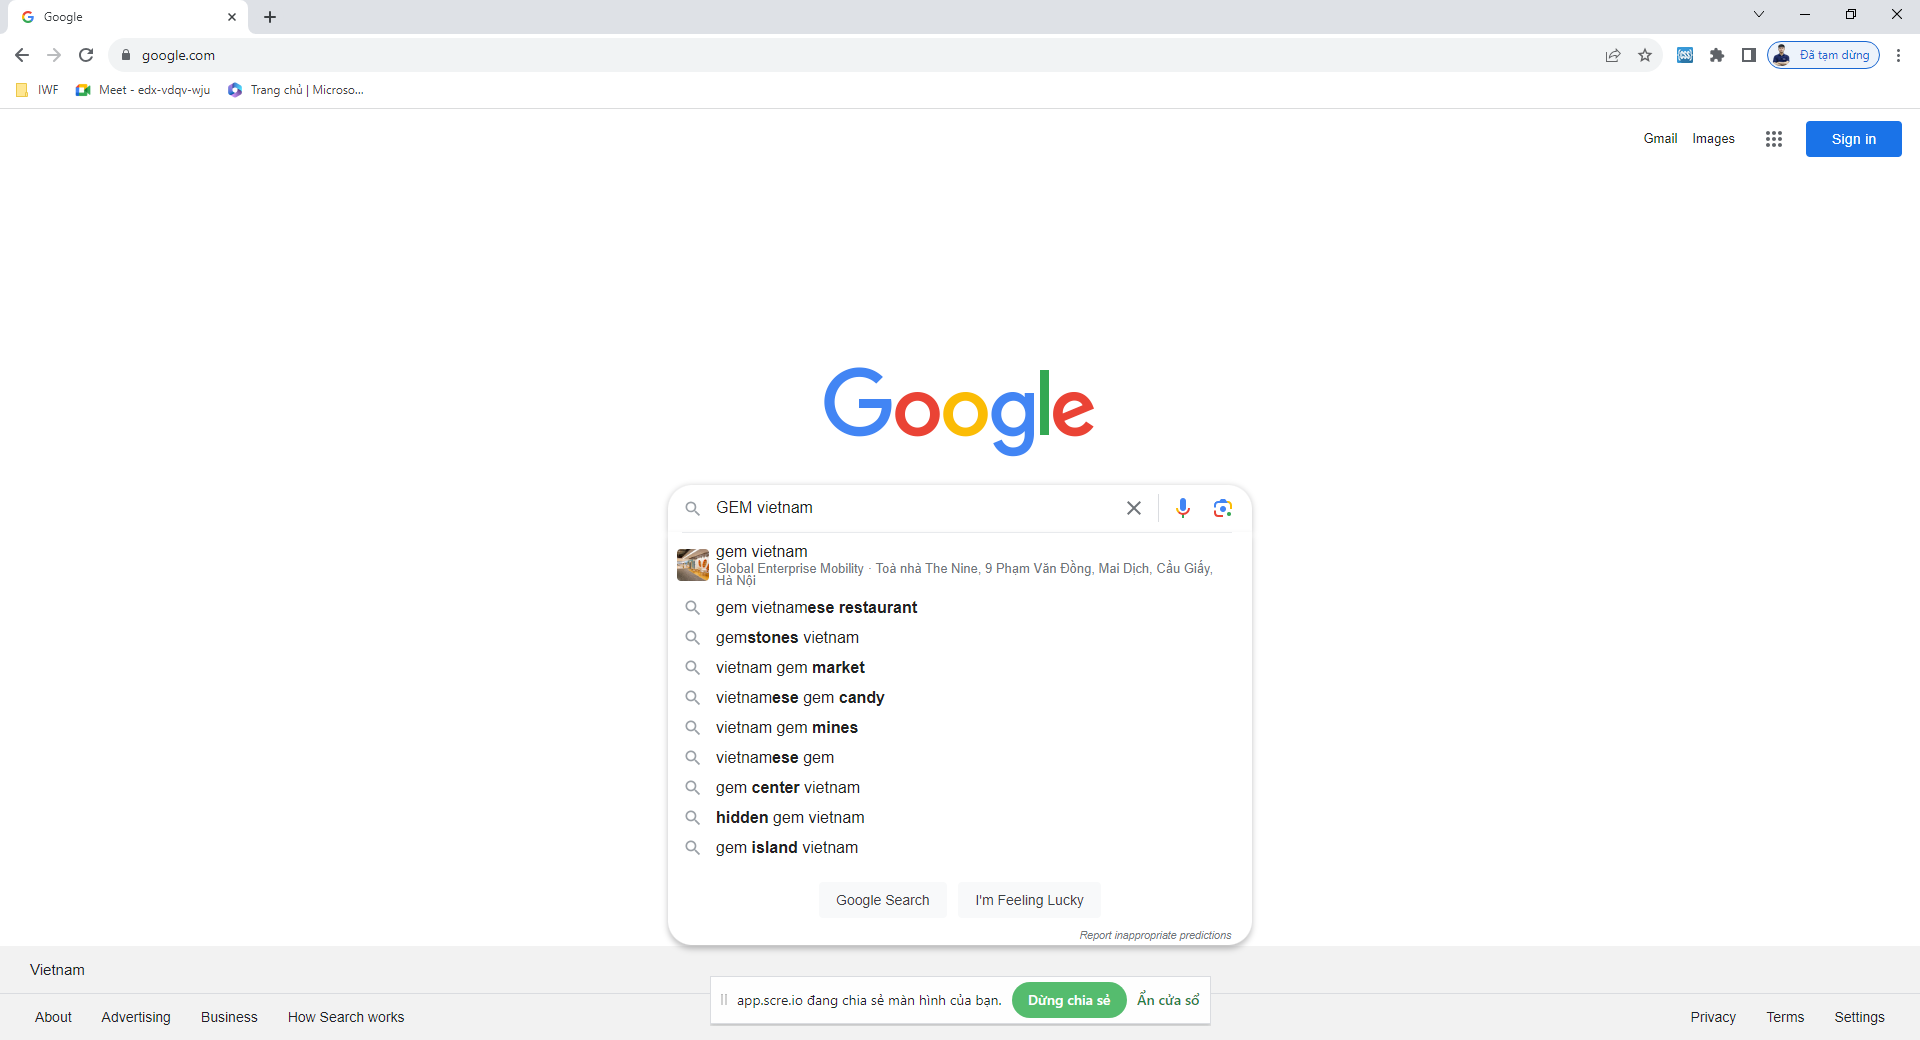 Google
google.com
Đã tạm dừng
IWF
Meet - edx-vdqv-wju
Trang chủ | Microso...
Gmail Images Sign in
Google
GEM vietnam
gem vietnam
Global Enterprise Mobility · Toà nhà The Nine, 9 Phạm Văn Đồng, Mai Dịch, Cầu Giấy,
Hà Nội
gem vietnamese restaurant
gemstones vietnam
vietnam gem market
vietnamese gem candy
vietnam gem mines
vietnamese gem
gem center vietnam
hidden gem vietnam
gem island vietnam
Google Search I'm Feeling Lucky
Report inappropriate predictions
Vietnam
app.scre.io đang chia sẻ màn hình của bạn. Dừng chia sẻ Ẩn cửa sổ
About Advertising Business How Search works Privacy Terms Settings